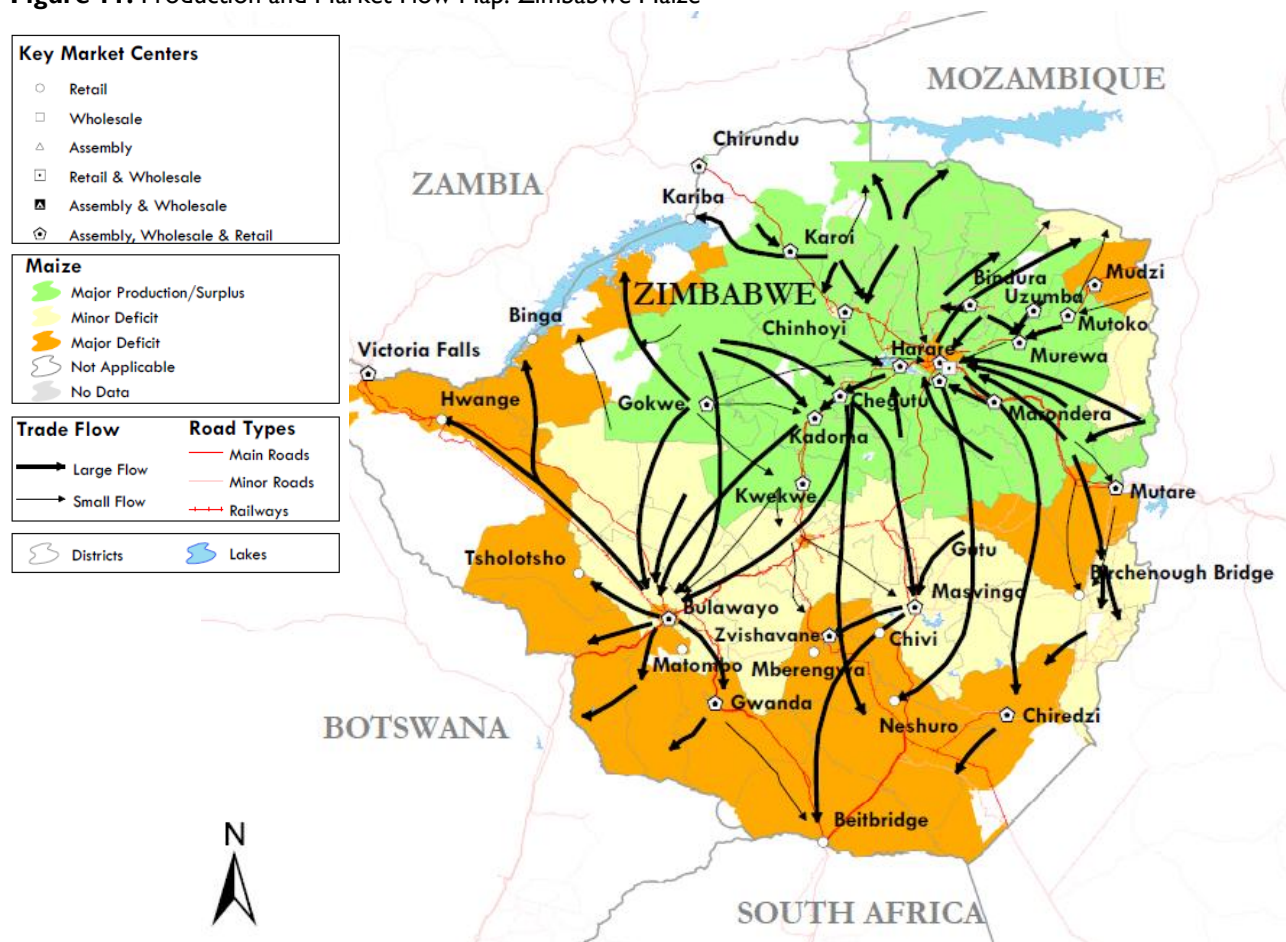 Figure 11. Production and Market Flow Map: Zimbabwe Maize
Key Market Centers
Retail
Wholesale
Assembly
Retail & Wholesale
Assembly & Wholesale
Assembly, Wholesale & Retail
Maize
Major Production/Surplus
Minor Deficit
Major Deficit
Not Applicable
No Data
Trade Flow
Road Types
Large Flow
Main Roads
Small Flow
Minor Roads
Railways
Districts
Lakes
MOZAMBIQUE
Chirundu
ZAMBIA
Kariba
Karoi
Mudzi
Bindura
ZIMBABWE
Uzumba
Binga
Chinhoyi
Mutoko
Victoria Falls
Harare
Murewa
Hwange
Gokwe
Chegutu
Marondera
Kadoma
Kwekwe
Mutare
Tsholotsho
Gutu
Birchenough Bridge
Masvingo
Bulawayo
Zvishavane
Chivi
Matombo
Mberengwa
Gwanda
Neshuro
Chiredzi
BOTSWANA
Beitbridge
N
SOUTH AFRICA